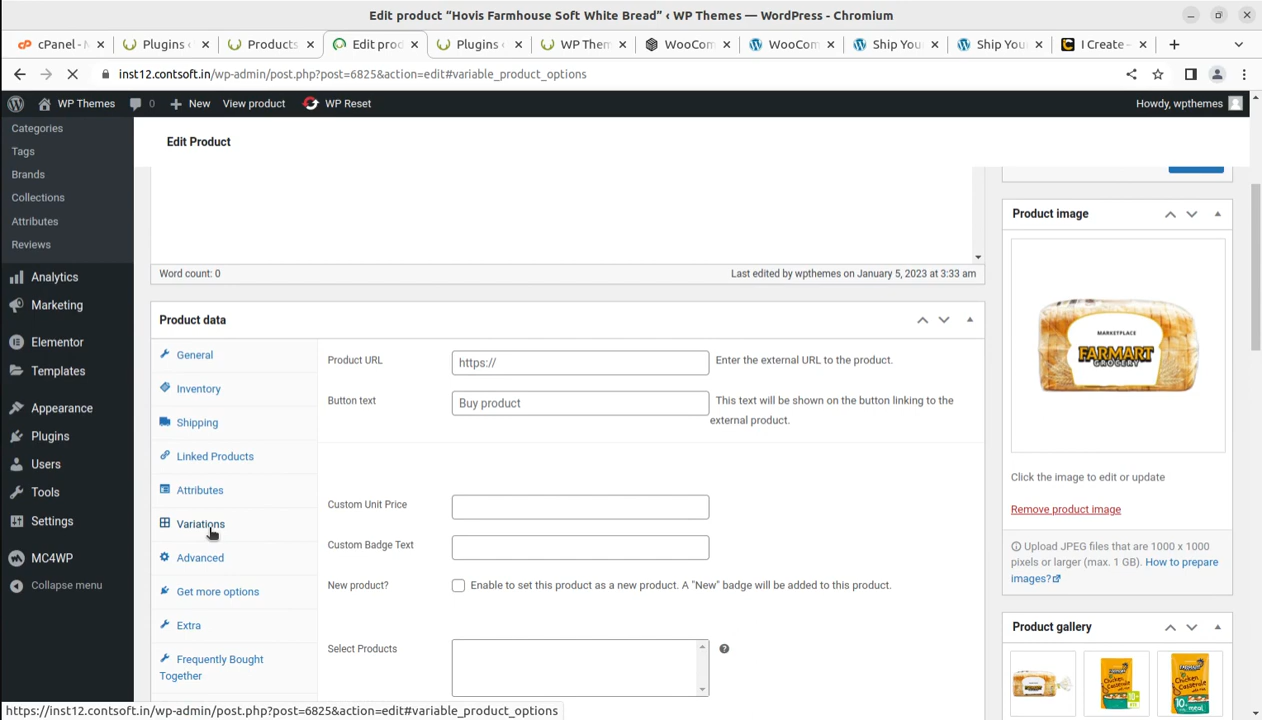 Edit product “Hovis Farmhouse Soft White Bread” ‹ WP Themes — WordPress - Chromium
cPanel - Plugins ‹ Products Edit prod Plugins ‹ WP Them WooCom WooCom Ship You Ship You I Create -
inst12.contsoft.in/wp-admin/post.php?post=6825&action=edit#variable_product_options
WP Themes 0 New View product WP Reset Howdy, wpthemes
Categories
Tags
Brands
Collections
Attributes
Reviews
Analytics
Marketing
Elementor
Templates
Appearance
Plugins
Users
Tools
Settings
MC4WP
Collapse menu
Edit Product
Word count: 0 Last edited by wpthemes on January 5, 2023 at 3:33 am
Product data
General
Inventory
Shipping
Linked Products
Attributes
Variations
Advanced
Get more options
Extra
Frequently Bought
Together
Product URL https:// Enter the external URL to the product.
Button text Buy product This text will be shown on the button linking to the
external product.
Custom Unit Price
Custom Badge Text
New product? Enable to set this product as a new product. A "New" badge will be added to this product.
Select Products
Product image
MARKETPLACE
FARMART
GROCERY
Click the image to edit or update
Remove product image
Upload JPEG files that are 1000 x 1000
pixels or larger (max. 1 GB). How to prepare
images?
Product gallery
https://inst12.contsoft.in/wp-admin/post.php?post=6825&action=edit#variable_product_options